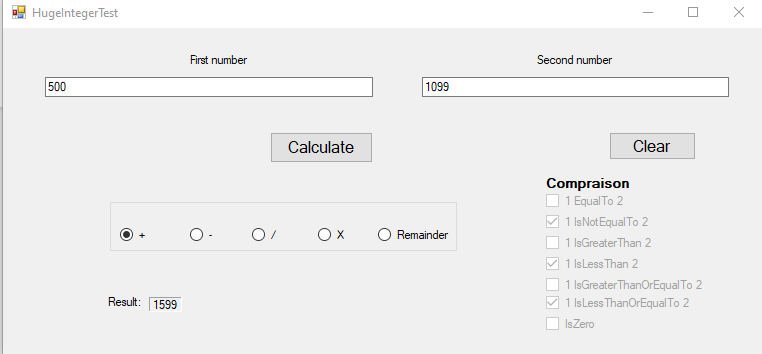 HugeIntegerTest
First number
Second number
500
1099
Calculate
Clear
Compraison
1 EqualTo 2
1 IsNotEqualTo 2
1 IsGreaterThan 2
1 IsLessThan 2
1 IsGreaterThanOrEqualTo 2
1 IsLessThanOrEqualTo 2
IsZero
+ - / X Remainder
Result: 1599